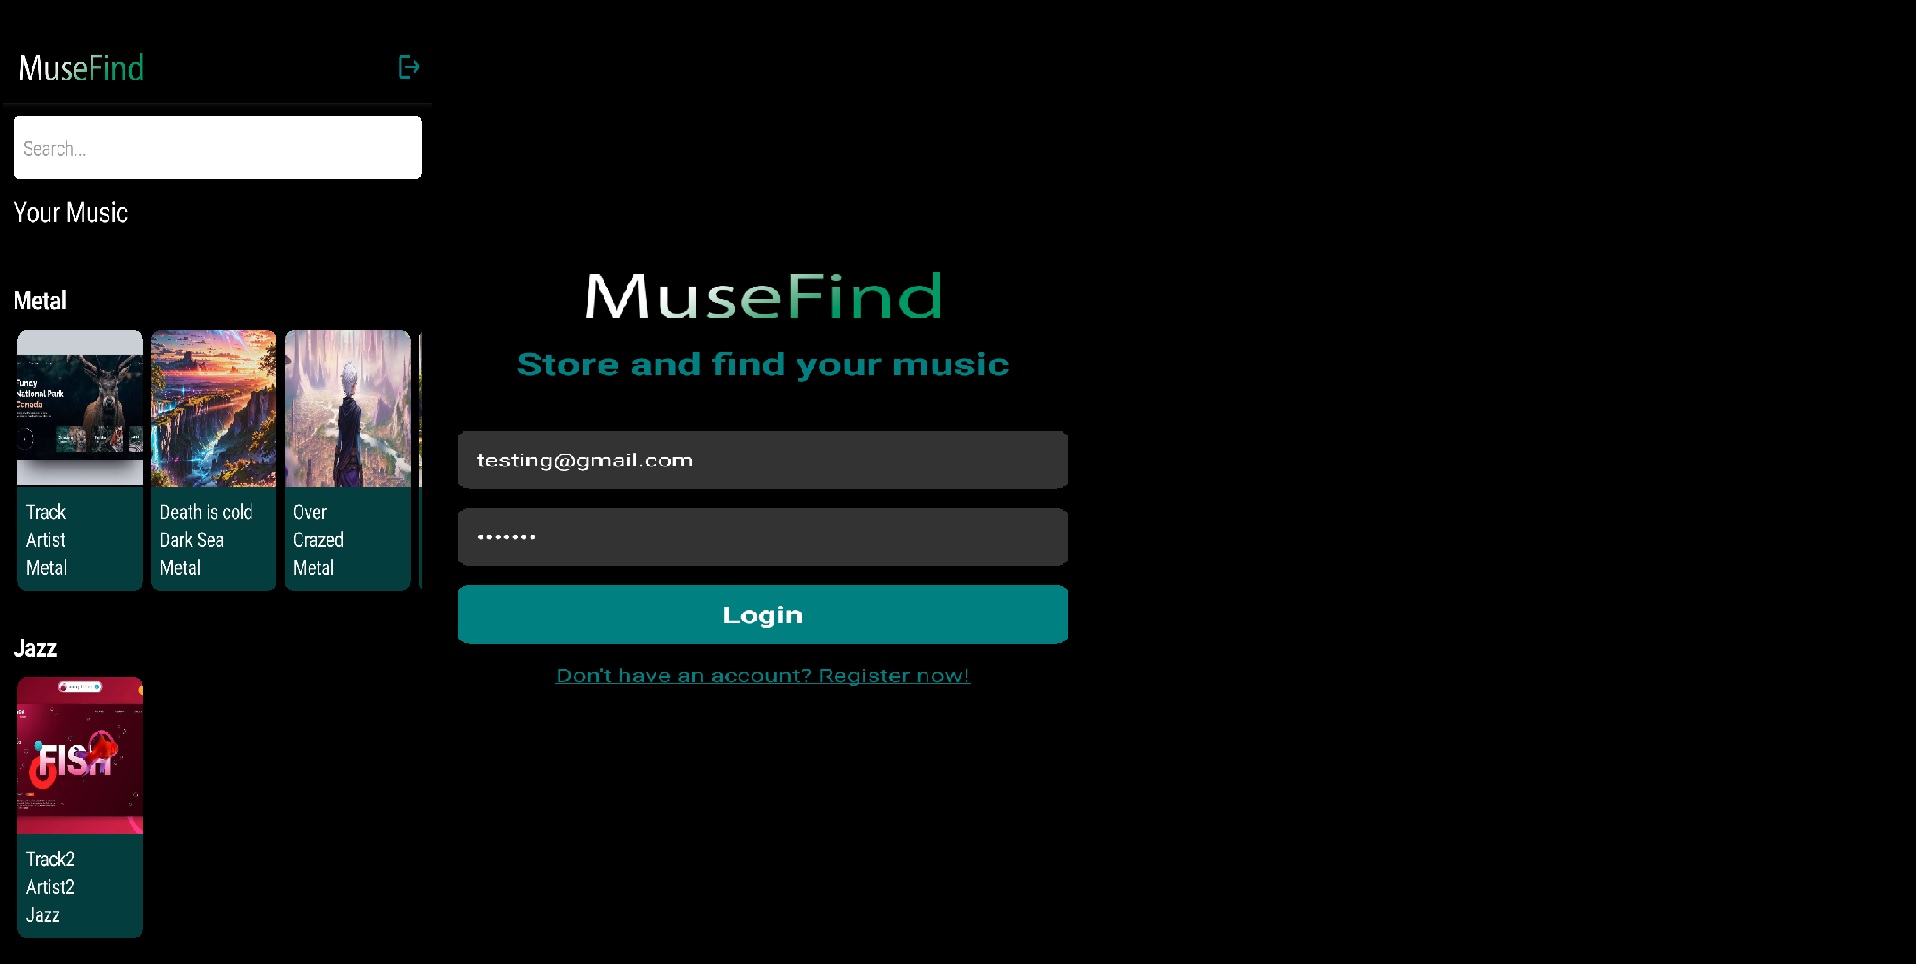 MuseFind
Search...
Your Music
Metal
Funcy
National Park
Canada
Track
Artist
Metal
Death is cold
Dark Sea
Metal
Over
Crazed
Metal
Jazz
FISH
Track2
Artist2
Jazz
MuseFind
Store and find your music
testing@gmail.com
•••••••
Login
Don't have an account? Register now!